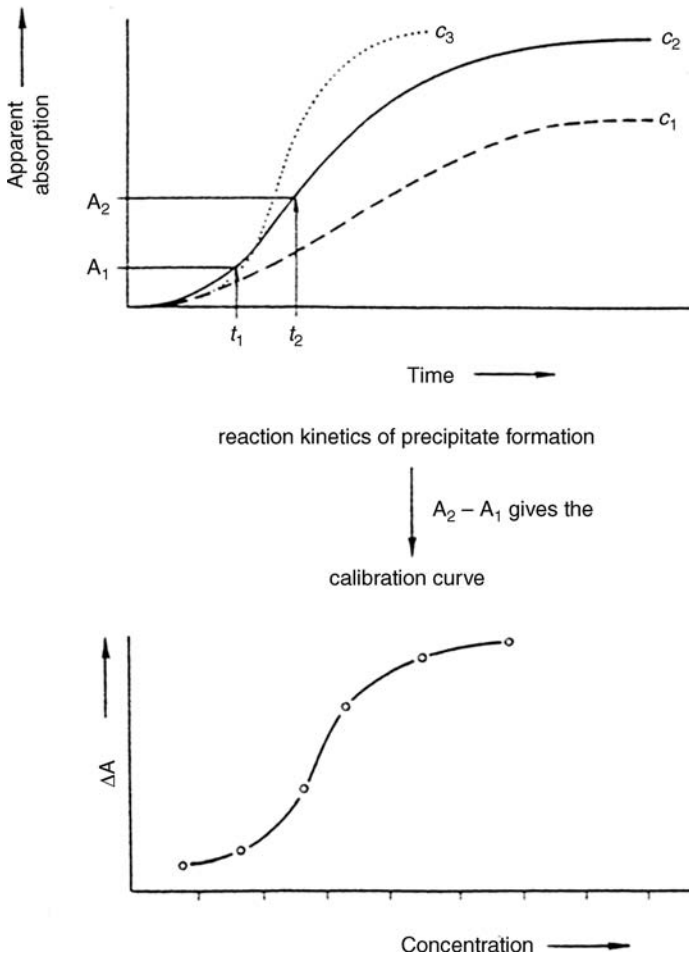 Apparent
absorption
c₃
c₂
c₁
A₂
A₁
t₁
t₂
Time
reaction kinetics of precipitate formation
A₂ – A₁ gives the
calibration curve
ΔA
Concentration